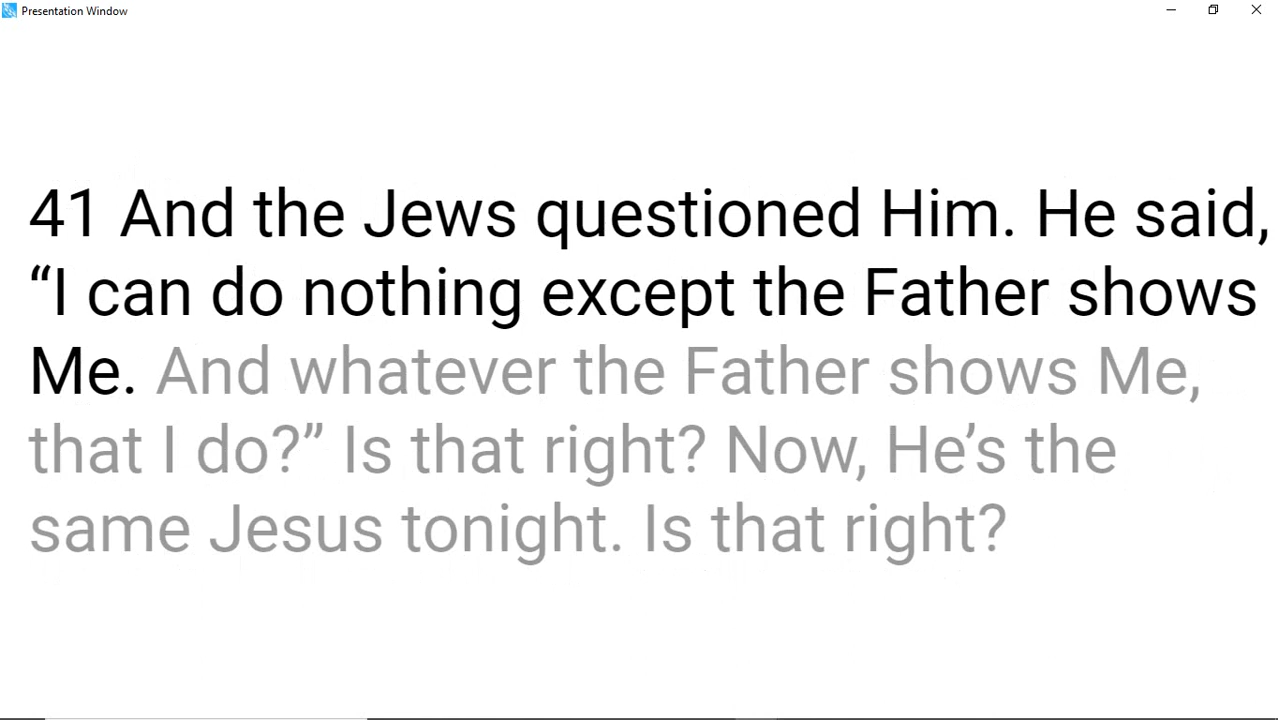 Presentation Window
41 And the Jews questioned Him. He said,
“I can do nothing except the Father shows
Me. And whatever the Father shows Me,
that I do?” Is that right? Now, He’s the
same Jesus tonight. Is that right?